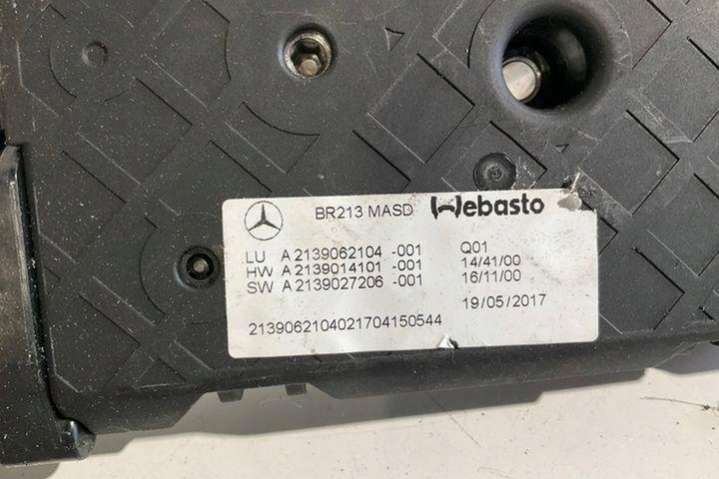 BR213 MASD Webasto
LU A 2139062104 -001 Q01
HW A 2139014101 -001 14/41/00
SW A 2139027206 -001 16/11/00
19/05/2017
2139062104021704150544